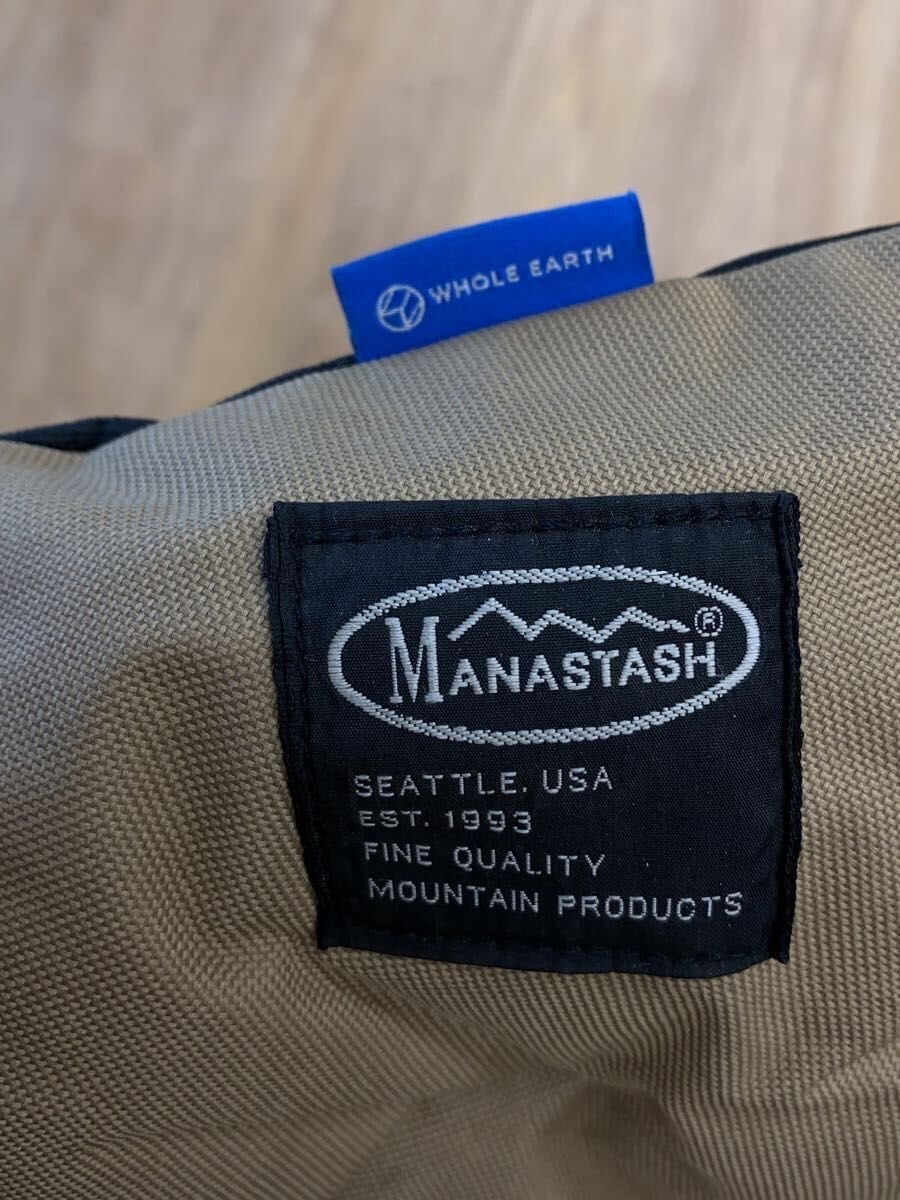 WHOLE EARTH
MANASTASH®
SEATTLE. USA
EST. 1993
FINE QUALITY
MOUNTAIN PRODUCTS